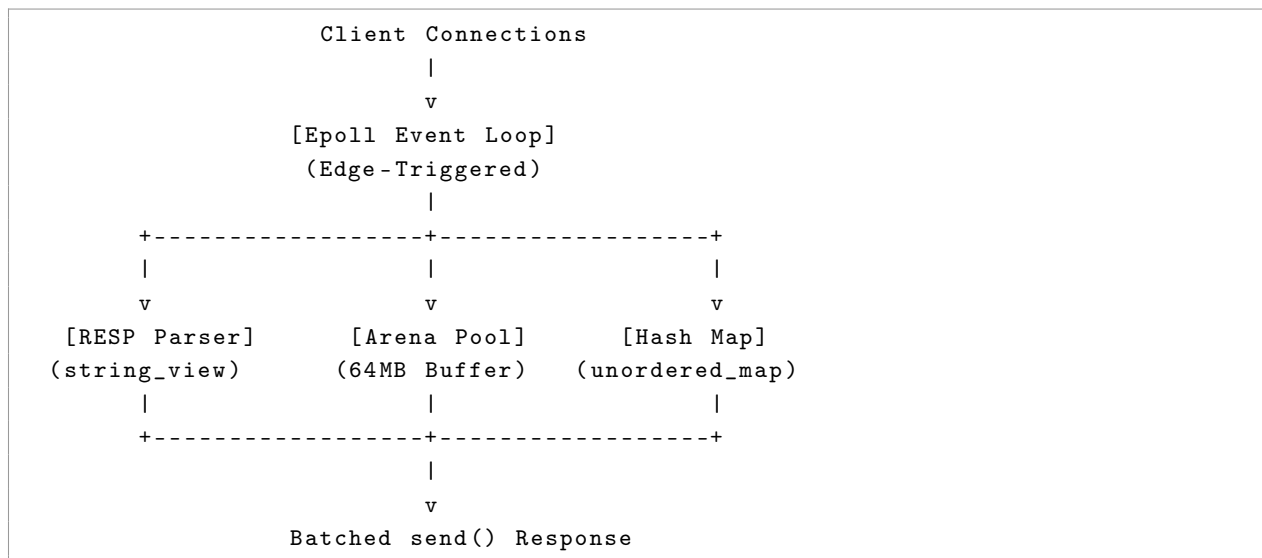 Client Connections
|
v
[Epoll Event Loop]
(Edge-Triggered)
|
+------------------+------------------+
| | |
v v v
[RESP Parser] [Arena Pool] [Hash Map]
(string_view) (64MB Buffer) (unordered_map)
| | |
+------------------+------------------+
|
v
Batched send() Response